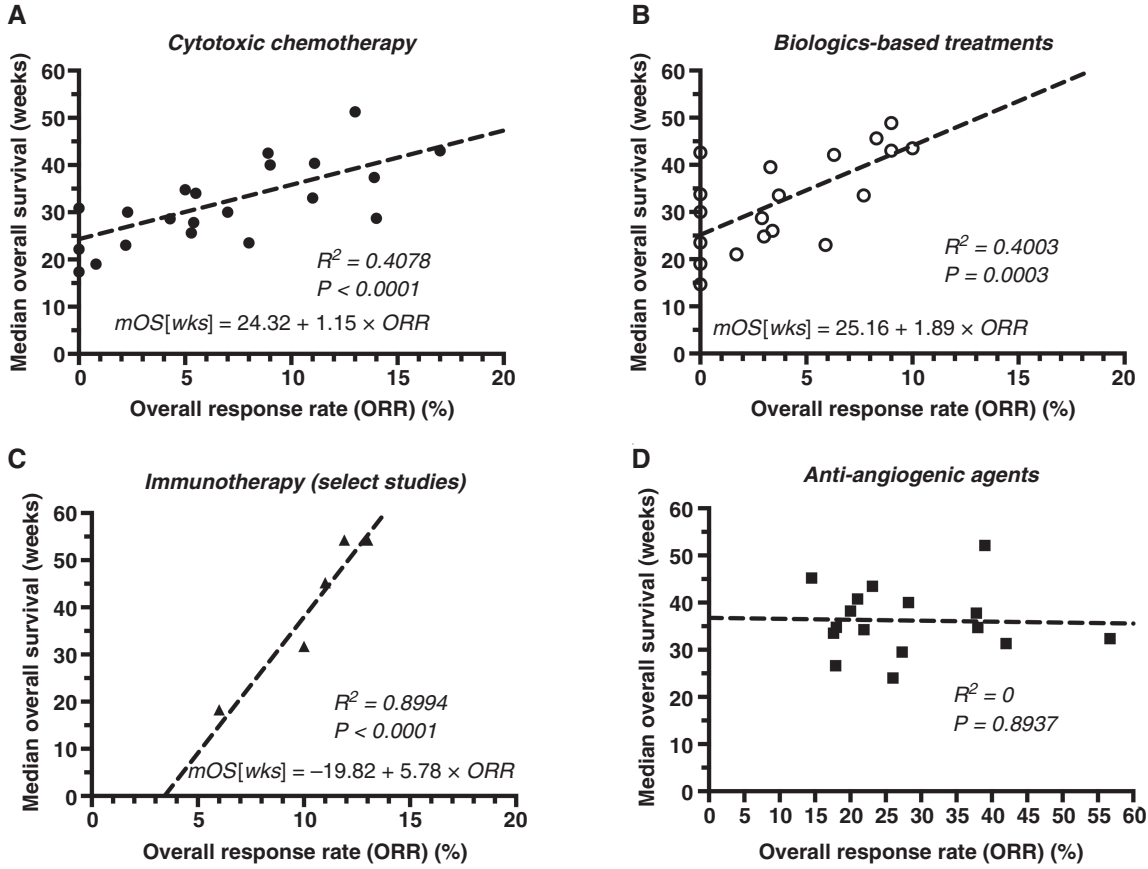 A
Cytotoxic chemotherapy
Median overall survival (weeks)
60
50
40
30
20
10
0
R² = 0.4078
P < 0.0001
mOS[wks] = 24.32 + 1.15 × ORR
0 5 10 15 20
Overall response rate (ORR) (%)
B
Biologics-based treatments
Median overall survival (weeks)
60
50
40
30
20
10
0
R² = 0.4003
P = 0.0003
mOS[wks] = 25.16 + 1.89 × ORR
0 5 10 15 20
Overall response rate (ORR) (%)
C
Immunotherapy (select studies)
Median overall survival (weeks)
60
50
40
30
20
10
0
R² = 0.8994
P < 0.0001
mOS[wks] = –19.82 + 5.78 × ORR
0 5 10 15 20
Overall response rate (ORR) (%)
D
Anti-angiogenic agents
Median overall survival (weeks)
60
50
40
30
20
10
0
R² = 0
P = 0.8937
0 5 10 15 20 25 30 35 40 45 50 55 60
Overall response rate (ORR) (%)